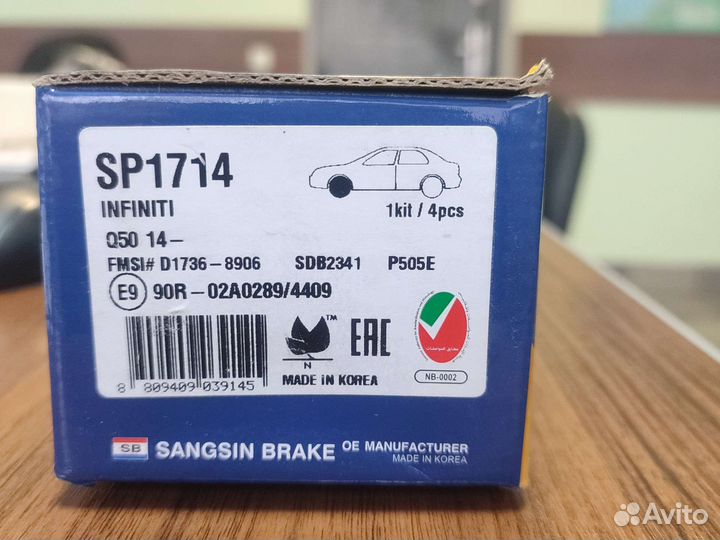 SP1714
INFINITI
1kit / 4pcs
Q50 14-
FMSI# D1736-8906 SDB2341 P505E
E9 90R-02A0289/4409
TM
N
EAC
MADE IN KOREA
NB-0002
8 809409 039145
SB SANGSIN BRAKE OE MANUFACTURER
MADE IN KOREA
Avito